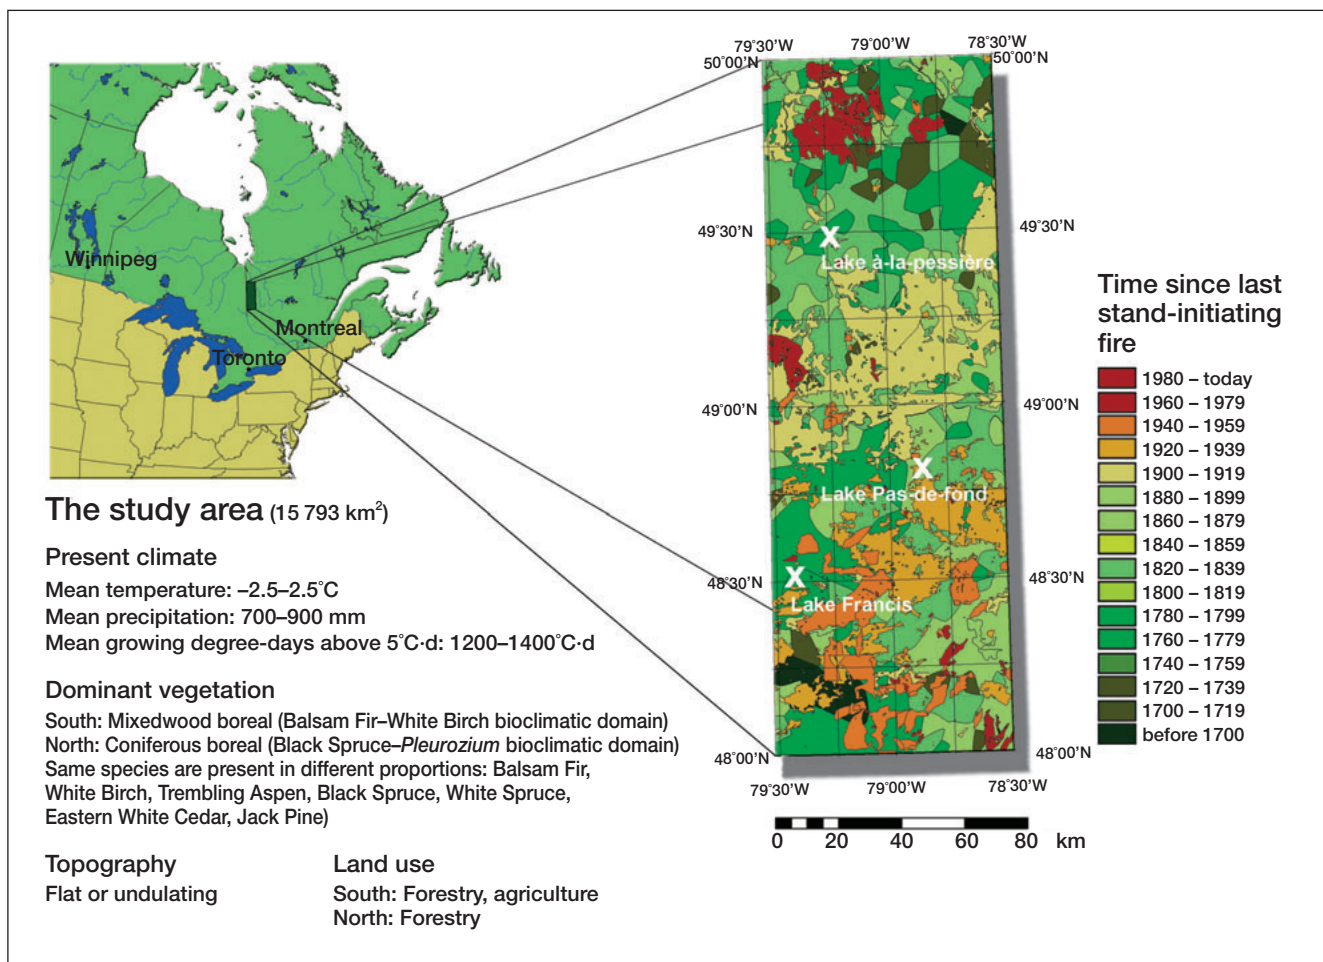 Winnipeg
Montreal
Toronto
79°30'W
79°00'W
78°30'W
50°00'N
50°00'N
49°30'N
49°30'N
Lake à-la-pessière
49°00'N
49°00'N
Lake Pas-de-fond
48°30'N
48°30'N
Lake Francis
48°00'N
48°00'N
79°30'W
79°00'W
78°30'W
0 20 40 60 80 km
Time since last
stand-initiating
fire
1980 – today
1960 – 1979
1940 – 1959
1920 – 1939
1900 – 1919
1880 – 1899
1860 – 1879
1840 – 1859
1820 – 1839
1800 – 1819
1780 – 1799
1760 – 1779
1740 – 1759
1720 – 1739
1700 – 1719
before 1700
The study area (15 793 km²)
Present climate
Mean temperature: –2.5–2.5°C
Mean precipitation: 700–900 mm
Mean growing degree-days above 5°C·d: 1200–1400°C·d
Dominant vegetation
South: Mixedwood boreal (Balsam Fir–White Birch bioclimatic domain)
North: Coniferous boreal (Black Spruce–Pleurozium bioclimatic domain)
Same species are present in different proportions: Balsam Fir,
White Birch, Trembling Aspen, Black Spruce, White Spruce,
Eastern White Cedar, Jack Pine)
Topography
Flat or undulating
Land use
South: Forestry, agriculture
North: Forestry